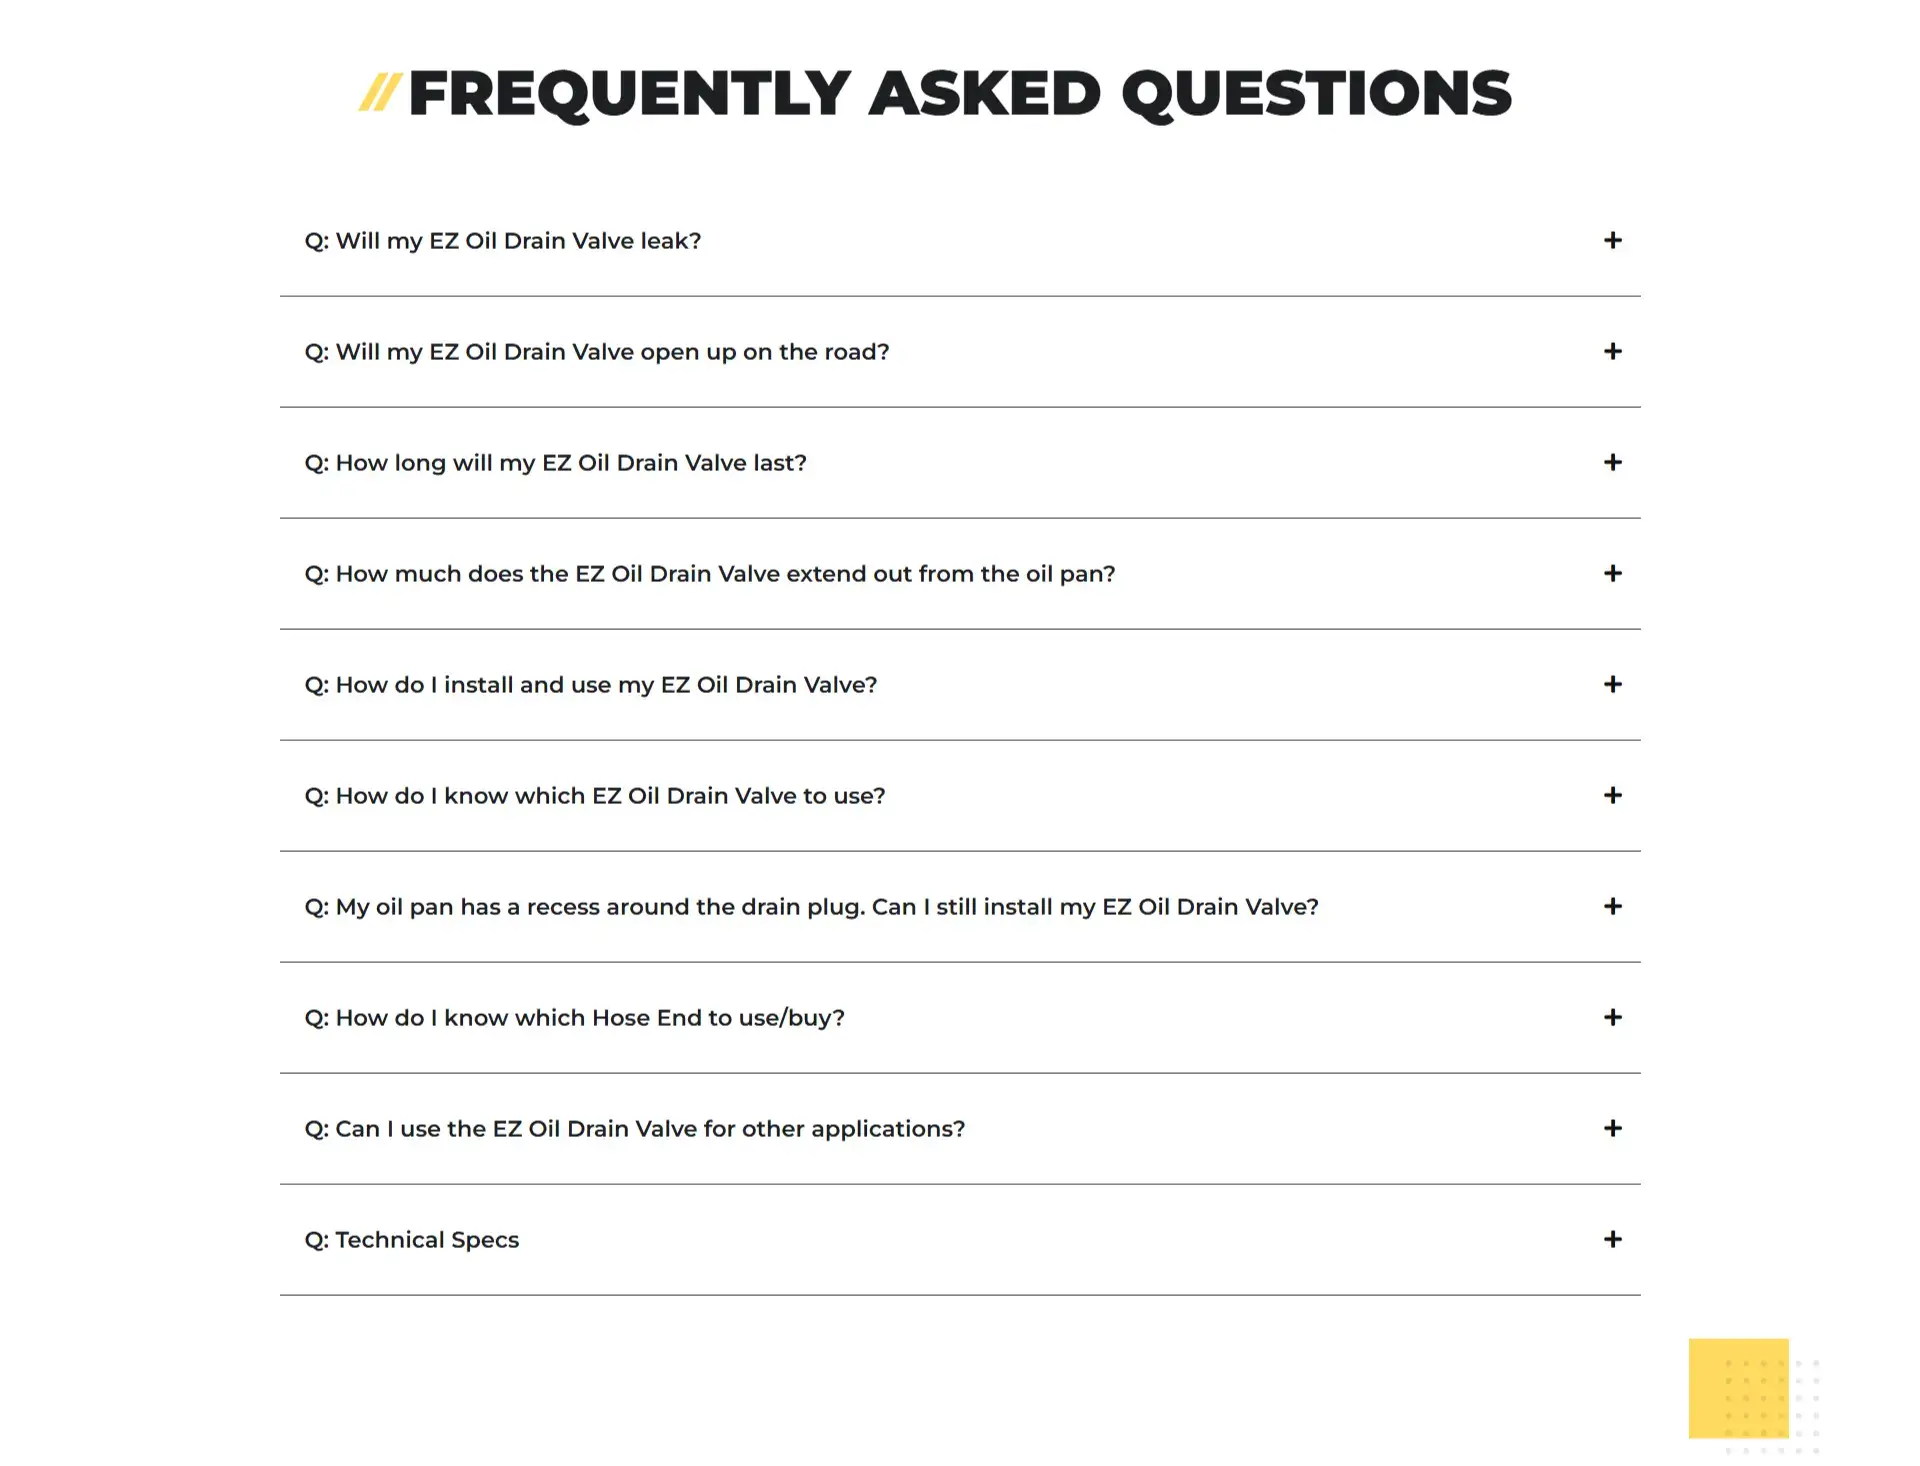 //FREQUENTLY ASKED QUESTIONS
Q: Will my EZ Oil Drain Valve leak?
Q: Will my EZ Oil Drain Valve open up on the road?
Q: How long will my EZ Oil Drain Valve last?
Q: How much does the EZ Oil Drain Valve extend out from the oil pan?
Q: How do I install and use my EZ Oil Drain Valve?
Q: How do I know which EZ Oil Drain Valve to use?
Q: My oil pan has a recess around the drain plug. Can I still install my EZ Oil Drain Valve?
Q: How do I know which Hose End to use/buy?
Q: Can I use the EZ Oil Drain Valve for other applications?
Q: Technical Specs